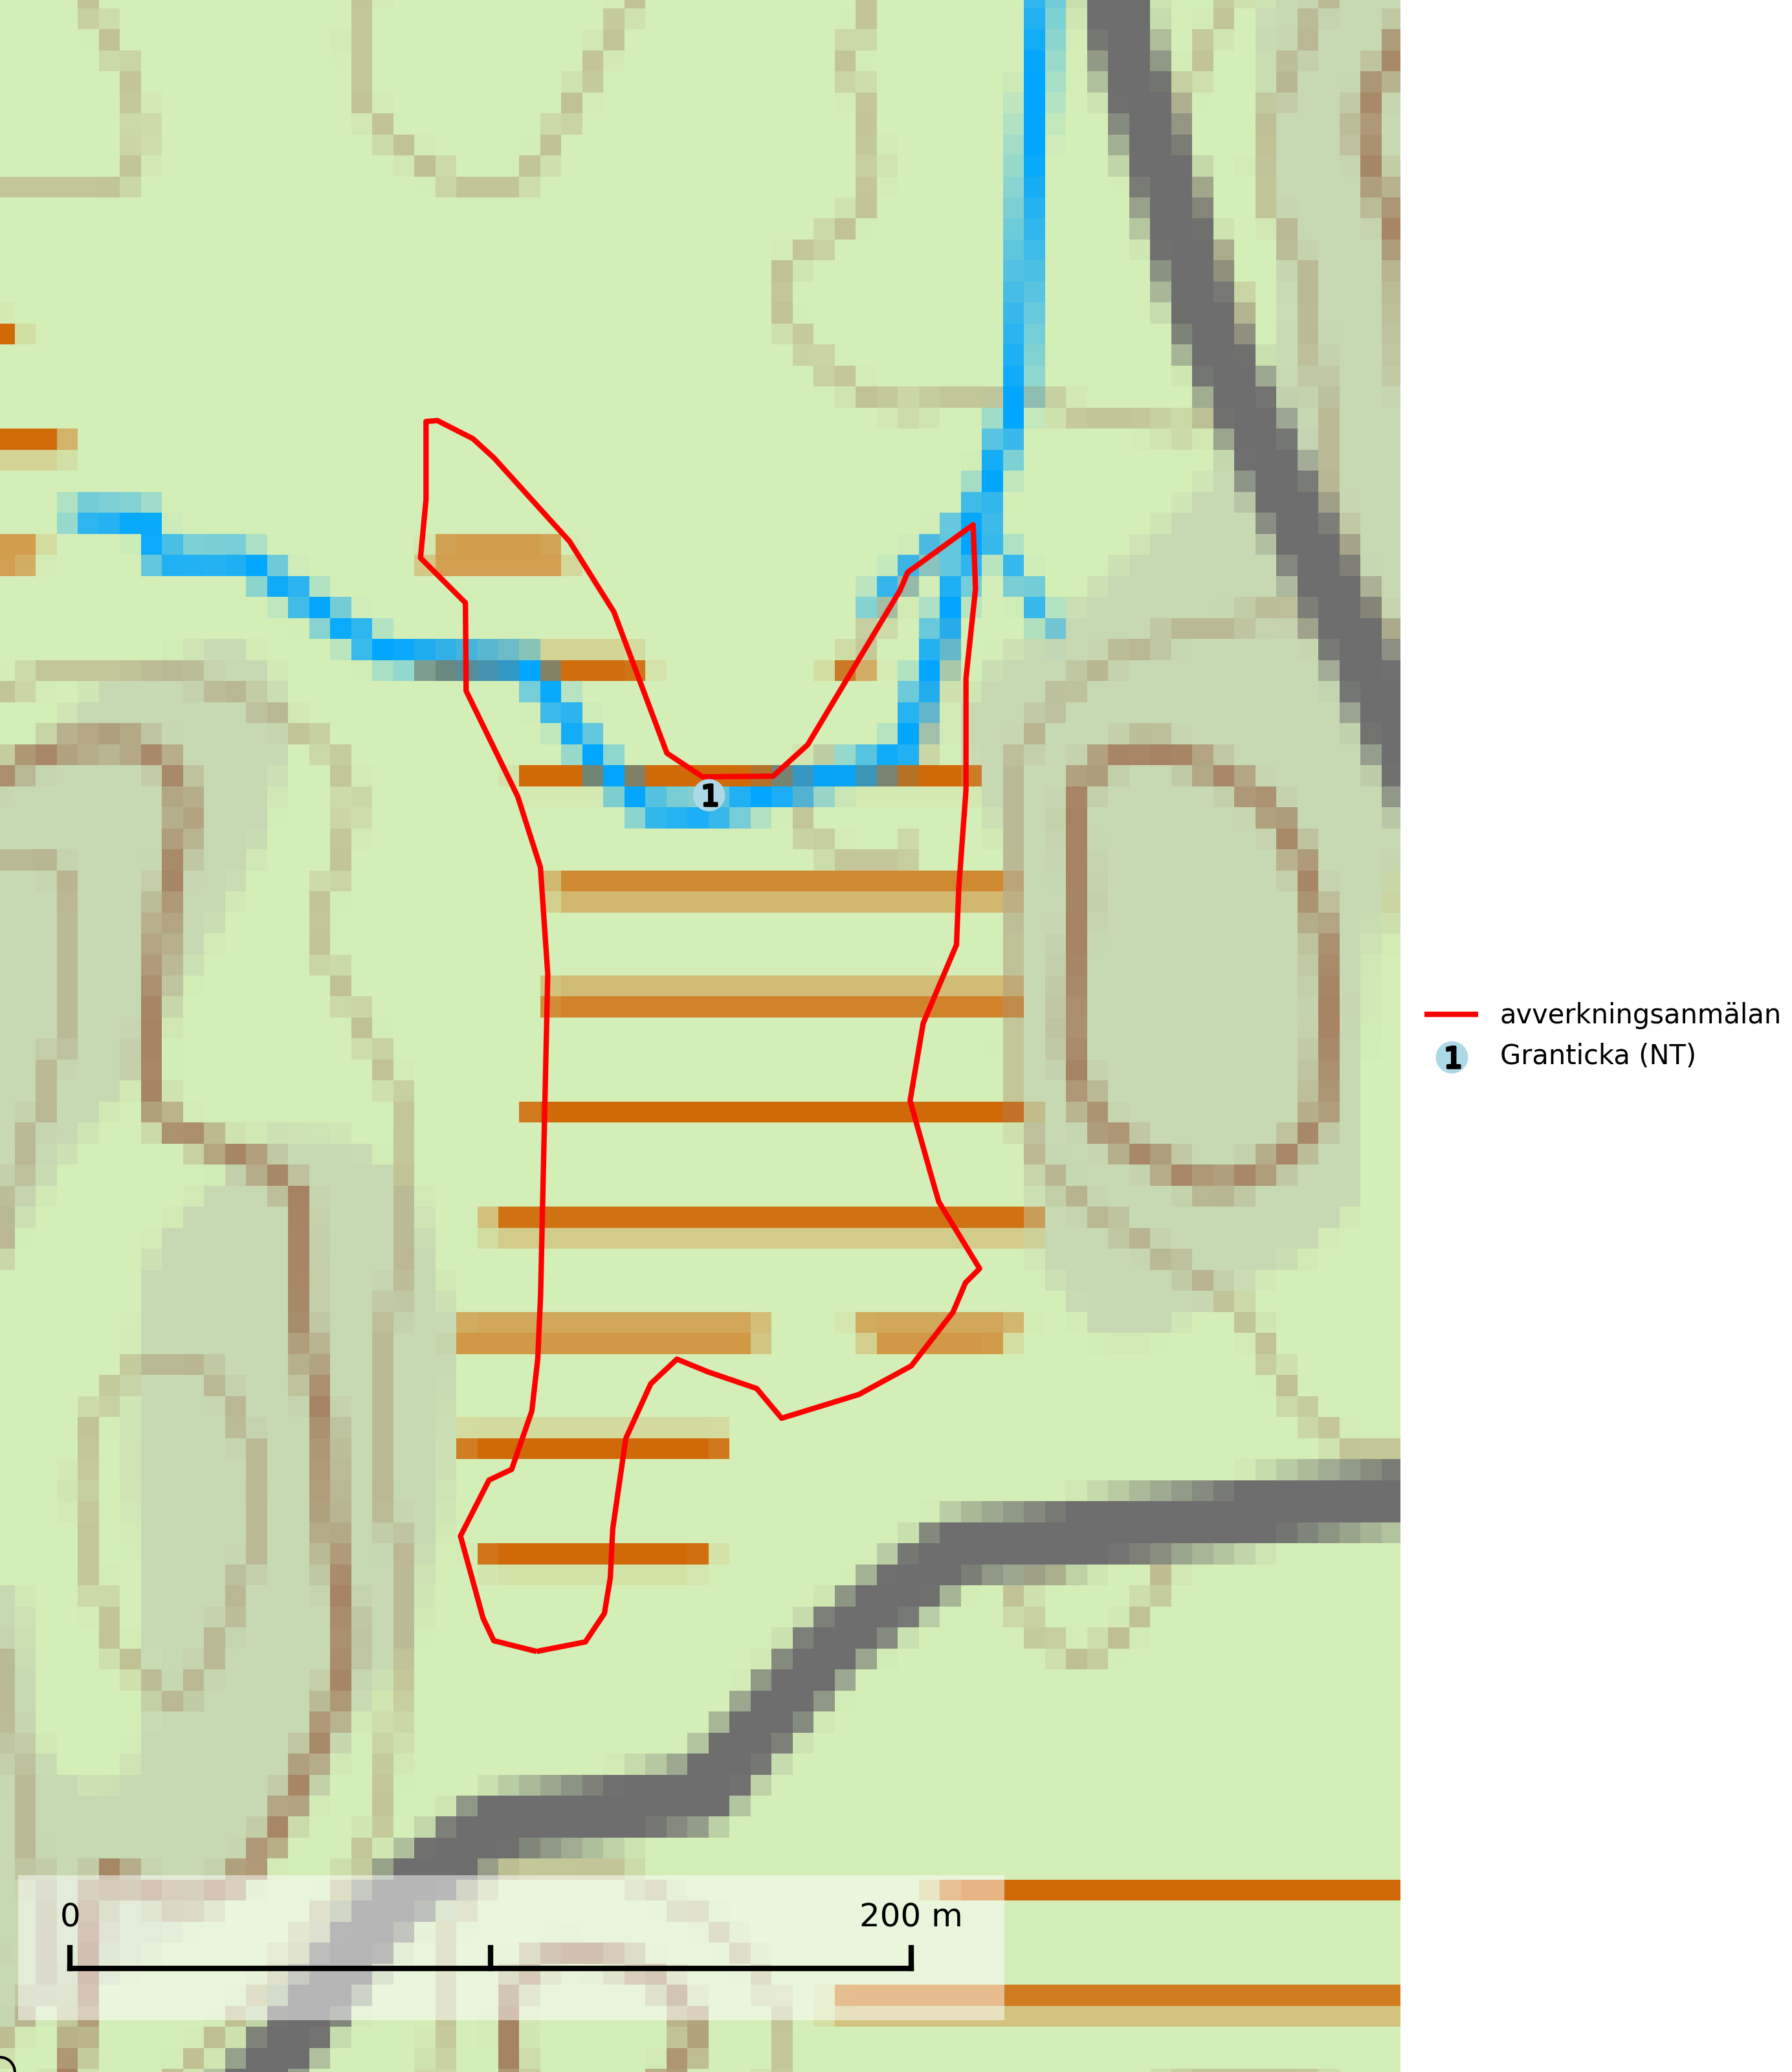 1
avverkningsanmälan
1 Granticka (NT)
0 200 m